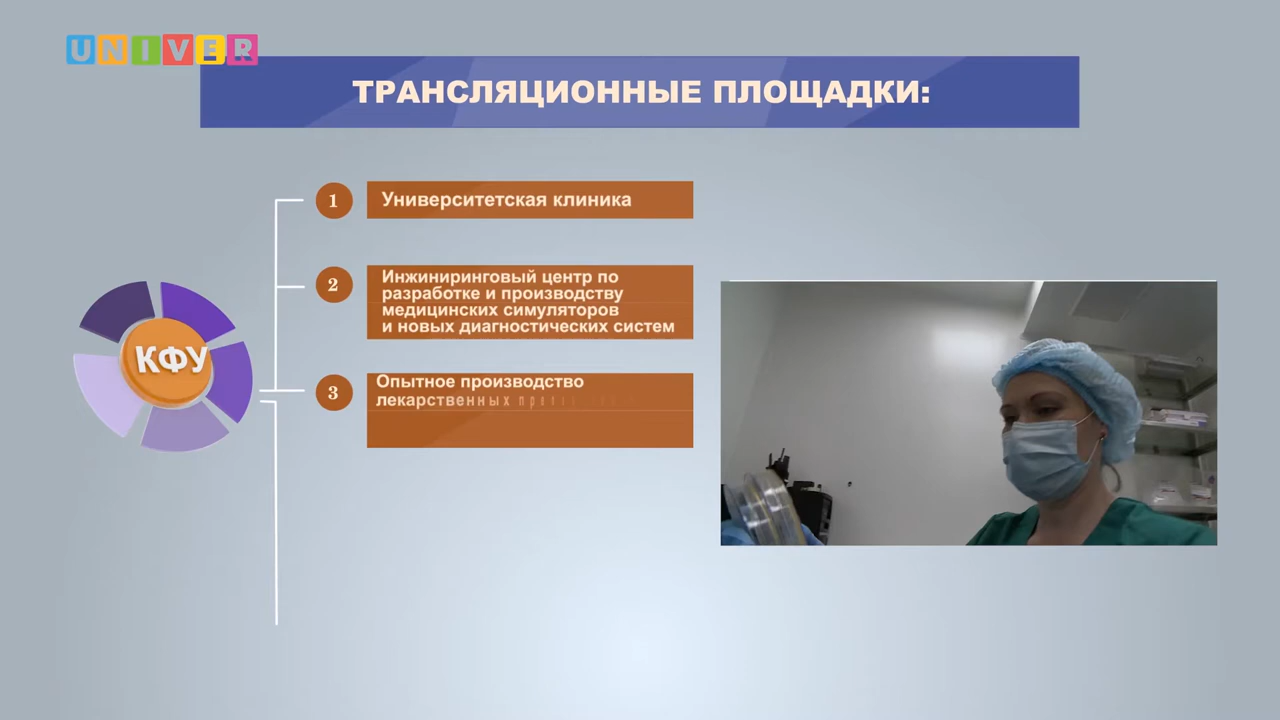 UNIVER
ТРАНСЛЯЦИОННЫЕ ПЛОЩАДКИ:
1
Университетская клиника
2
Инжиниринговый центр по
разработке и производству
медицинских симуляторов
и новых диагностических систем
КФУ
3
Опытное производство
лекарственных